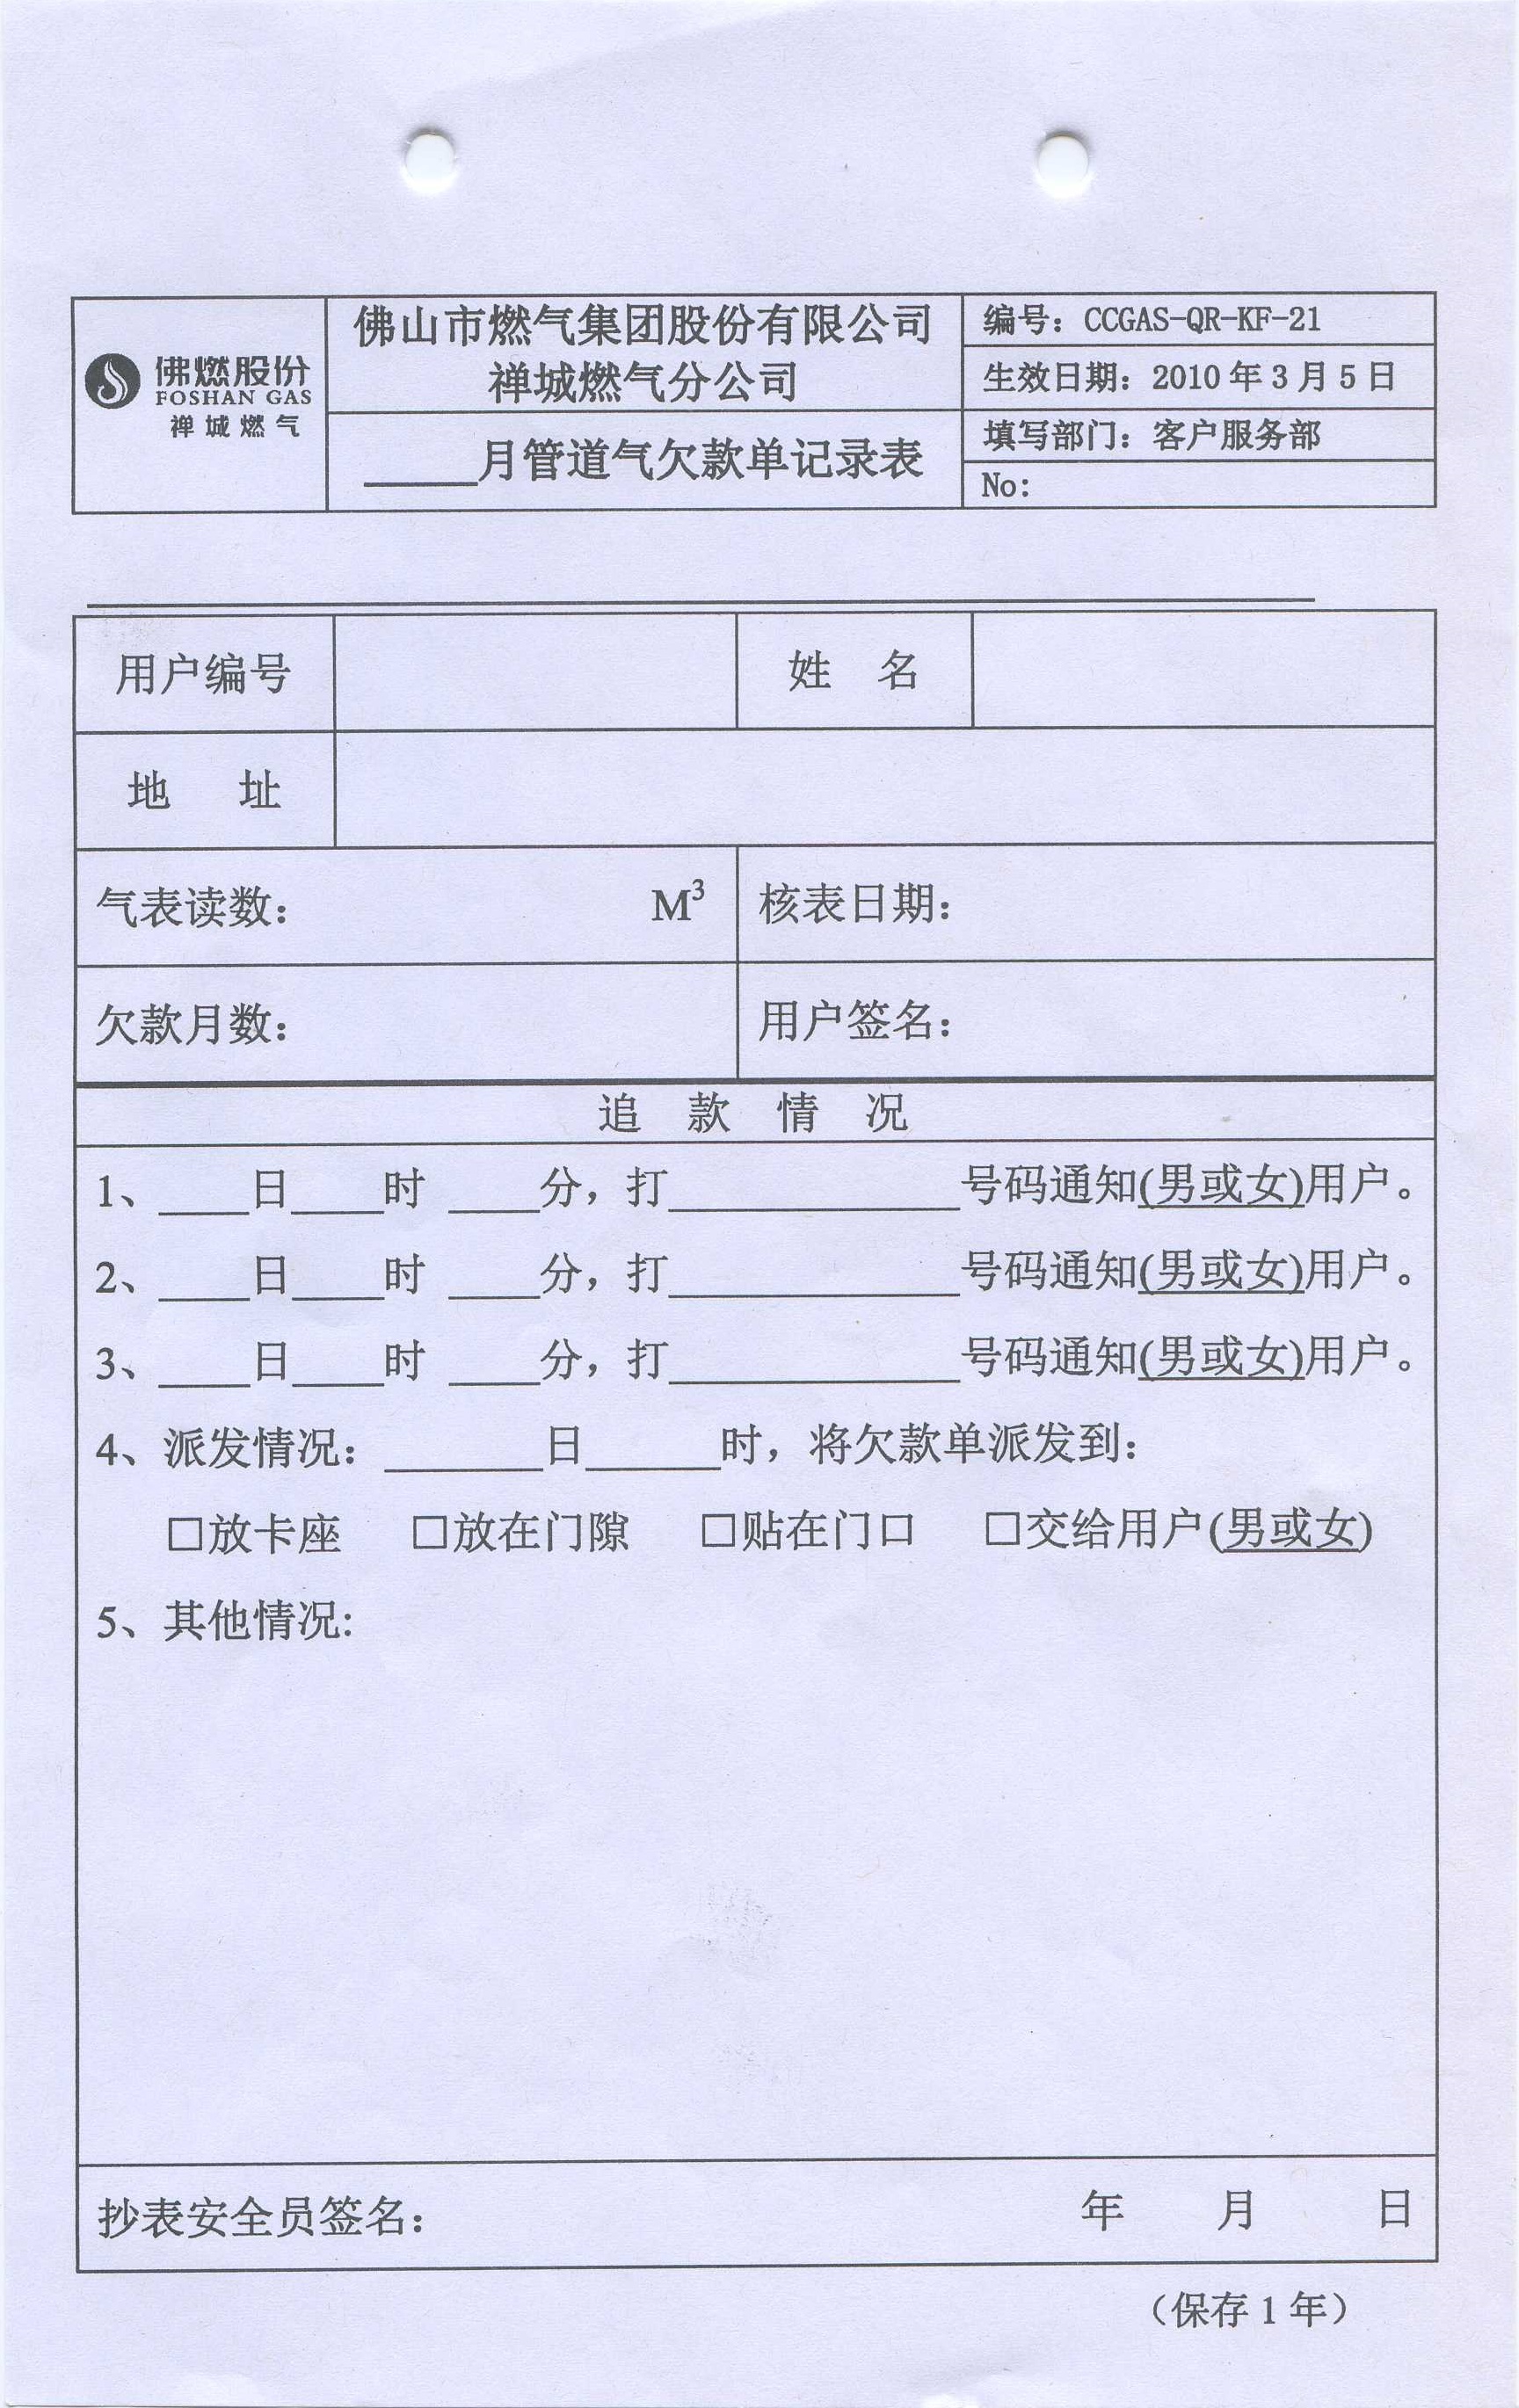 佛燃股份
FOSHAN GAS
禅城燃气
佛山市燃气集团股份有限公司
禅城燃气分公司
_____月管道气欠款单记录表
编号：CCGAS-QR-KF-21
生效日期：2010年3月5日
填写部门：客户服务部
No:
用户编号
姓 名
地 址
气表读数： M³
核表日期：
欠款月数：
用户签名：
追 款 情 况
1、____日____时 ____分，打_____________号码通知(男或女)用户。
2、____日____时 ____分，打_____________号码通知(男或女)用户。
3、____日____时 ____分，打_____________号码通知(男或女)用户。
4、派发情况：_______日______时，将欠款单派发到：
□放卡座 □放在门隙 □贴在门口 □交给用户(男或女)
5、其他情况:
抄表安全员签名： 年 月 日
（保存1年）